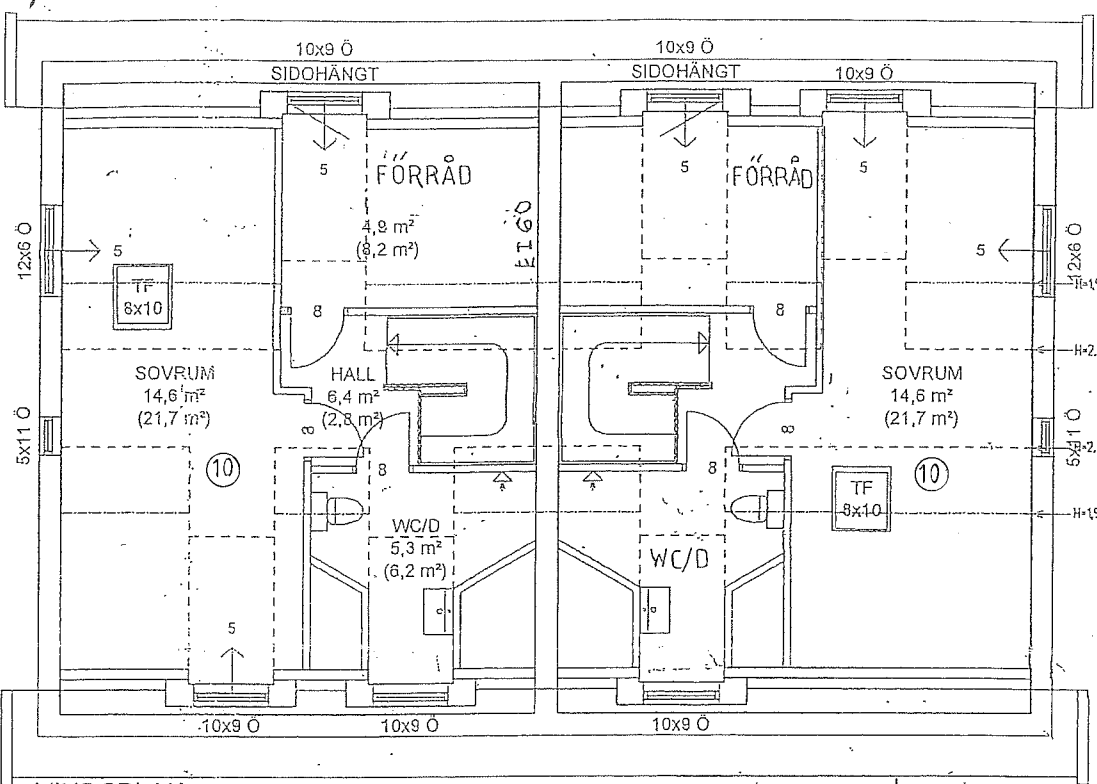 10x9 Ö
SIDOHÄNGT
10x9 Ö
SIDOHÄNGT
10x9 Ö
5
FÖRRÅD
4,9 m²
(8,2 m²)
EI60
5
FÖRRÅD
5
12x6 Ö
5
TF
8x10
8
8
5
12x6 Ö
SOVRUM
14,6 m²
(21,7 m²)
HALL
6,4 m²
(2,8 m²)
SOVRUM
14,6 m²
(21,7 m²)
5x11 Ö
8
8
5x11 Ö
10
8
8
10
TF
8x10
WC/D
5,3 m²
(6,2 m²)
WC/D
5
10x9 Ö
10x9 Ö
10x9 Ö